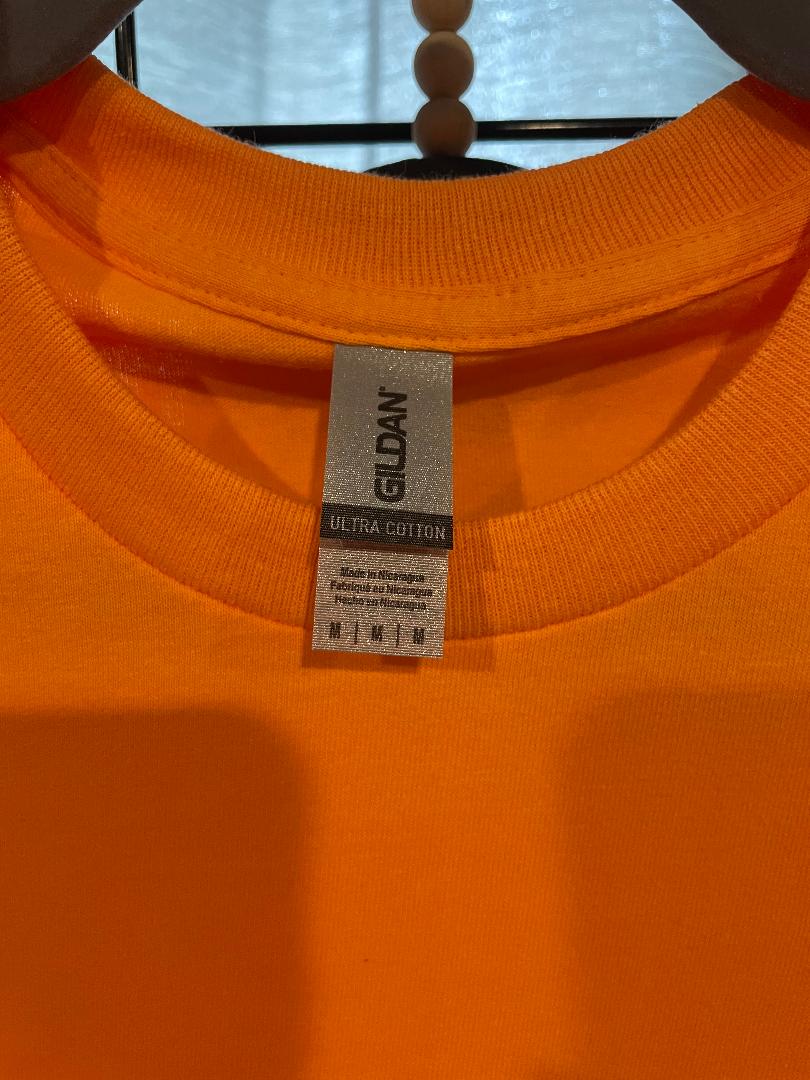 GILDAN®
ULTRA COTTON
Made in Nicaragua
Fabriqué au Nicaragua
Hecho en Nicaragua
M | M | M